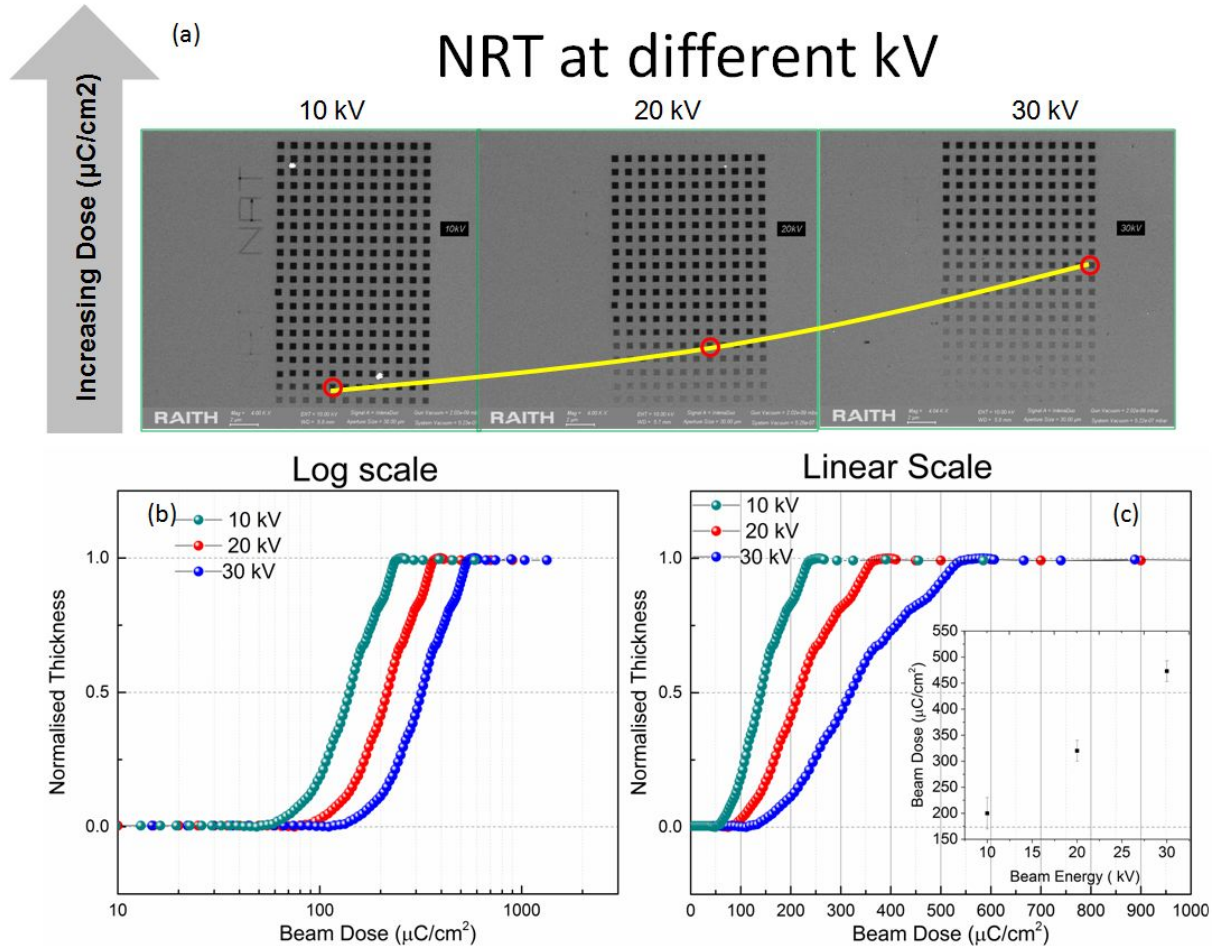 (a)
NRT at different kV
Increasing Dose (μC/cm2)
10 kV
20 kV
30 kV
10kV
20kV
30kV
RAITH
RAITH
RAITH
Log scale
(b)
10 kV
20 kV
30 kV
1.0
0.5
0.0
Normalised Thickness
10
100
1000
Beam Dose (μC/cm²)
Linear Scale
(c)
10 kV
20 kV
30 kV
1.0
0.5
0.0
Normalised Thickness
0 100 200 300 400 500 600 700 800 900 1000
Beam Dose (μC/cm²)
550
500
450
400
350
300
250
200
150
Beam Dose (μC/cm²)
10 15 20 25 30
Beam Energy ( kV)